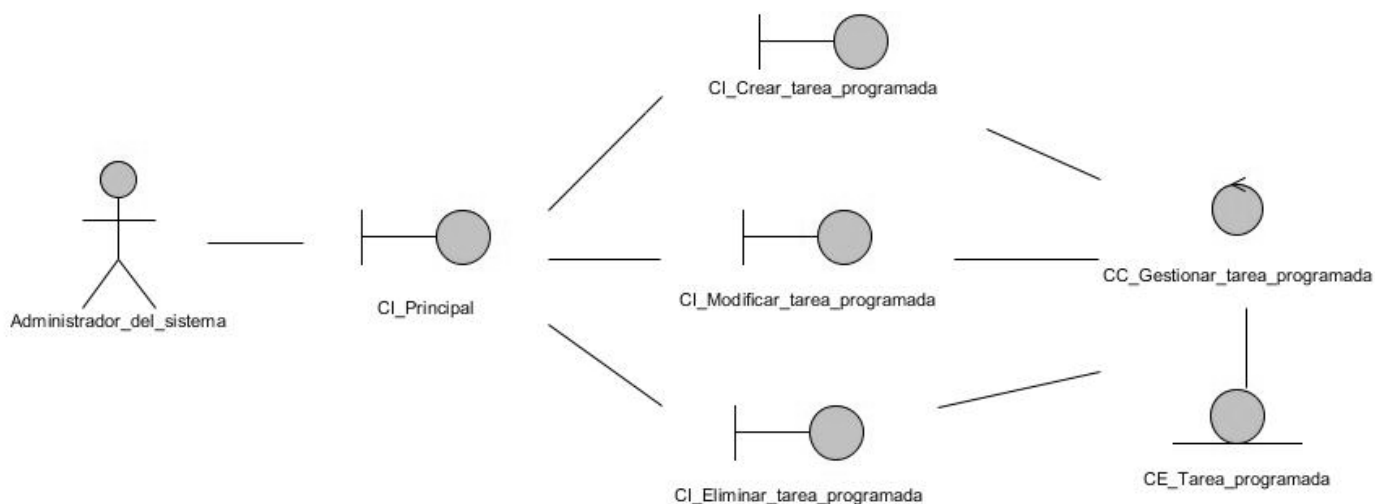 CI_Crear_tarea_programada
Administrador_del_sistema
CI_Principal
CI_Modificar_tarea_programada
CC_Gestionar_tarea_programada
CI_Eliminar_tarea_programada
CE_Tarea_programada